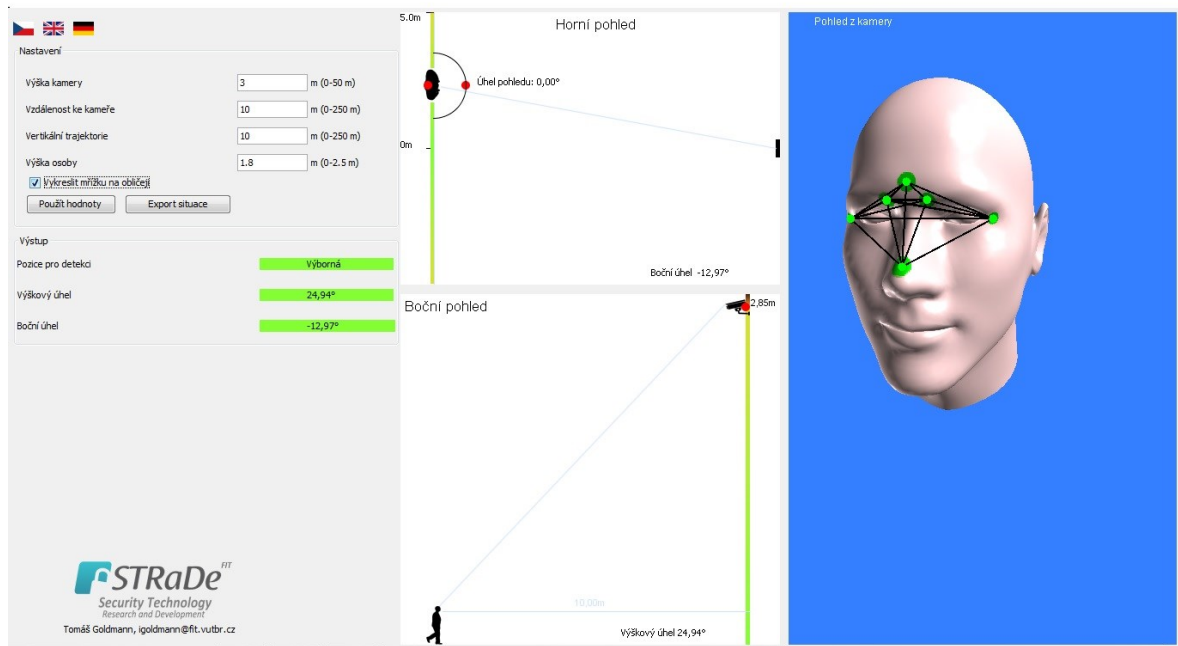 Nastavení
Výška kamery 3 m (0-50 m)
Vzdálenost ke kameře 10 m (0-250 m)
Vertikální trajektorie 10 m (0-250 m)
Výška osoby 1.8 m (0-2.5 m)
Vykreslit mřížku na obličeji
Použít hodnoty Export situace
Výstup
Pozice pro detekci Výborná
Výškový úhel 24,94°
Boční úhel -12,97°
STRaDe FIT
Security Technology
Research and Development
Tomáš Goldmann, igoldmann@fit.vutbr.cz
5.0m
Horní pohled
Úhel pohledu: 0,00°
0m
Boční úhel -12,97°
Boční pohled
2,85m
10,00m
Výškový úhel 24,94°
Pohled z kamery